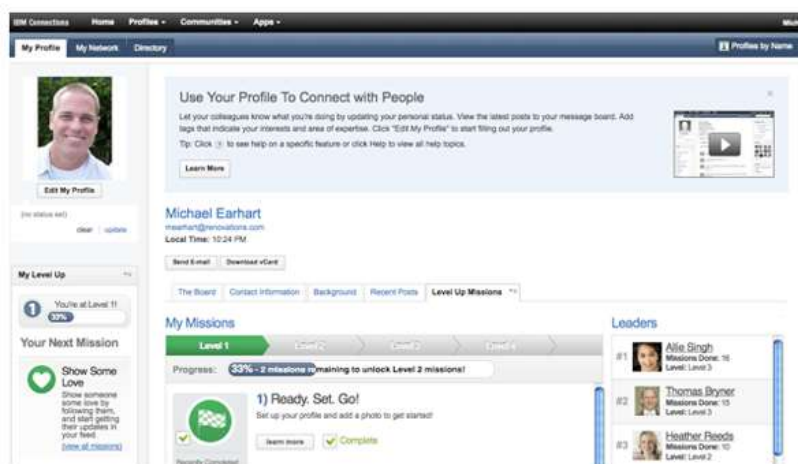 IBM Connections Home Profiles Communities Apps
My Profile My Network Directory Profiles by Name
Use Your Profile To Connect with People
Let your colleagues know what you're doing by updating your personal status. View the latest posts to your message board. Add
tags that indicate your interests and area of expertise. Click "Edit My Profile" to start filling out your profile.
Tip: Click ? to see help on a specific feature or click Help to view all help topics.
Learn More
Edit My Profile
(no status set)
clear update
Michael Earhart
mearhart@renovations.com
Local Time: 10:24 PM
Send E-mail Download vCard
My Level Up
1 You're at Level 1!
33%
The Board Contact Information Background Recent Posts Level Up Missions
Your Next Mission
Show Some
Love
Show someone
some love by
following them,
and start getting
their updates in
your feed.
(view all missions)
My Missions
Level 1 Level 2 Level 3 Level 4
Progress: 33% - 2 missions remaining to unlock Level 2 missions!
1) Ready. Set. Go!
Set up your profile and add a photo to get started!
learn more Complete
Recently Completed
Leaders
#1 Allie Singh
Missions Done: 16
Level: Level 3
#2 Thomas Bryner
Missions Done: 15
Level: Level 3
#3 Heather Reeds
Missions Done: 10
Level: Level 2